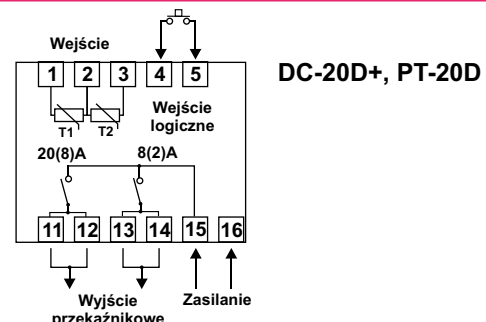 Wejście
DC-20D+, PT-20D
1 2 3 4 5
T1 T2
Wejście
logiczne
20(8)A 8(2)A
11 12 13 14 15 16
Wyjście
przekaźnikowe
Zasilanie